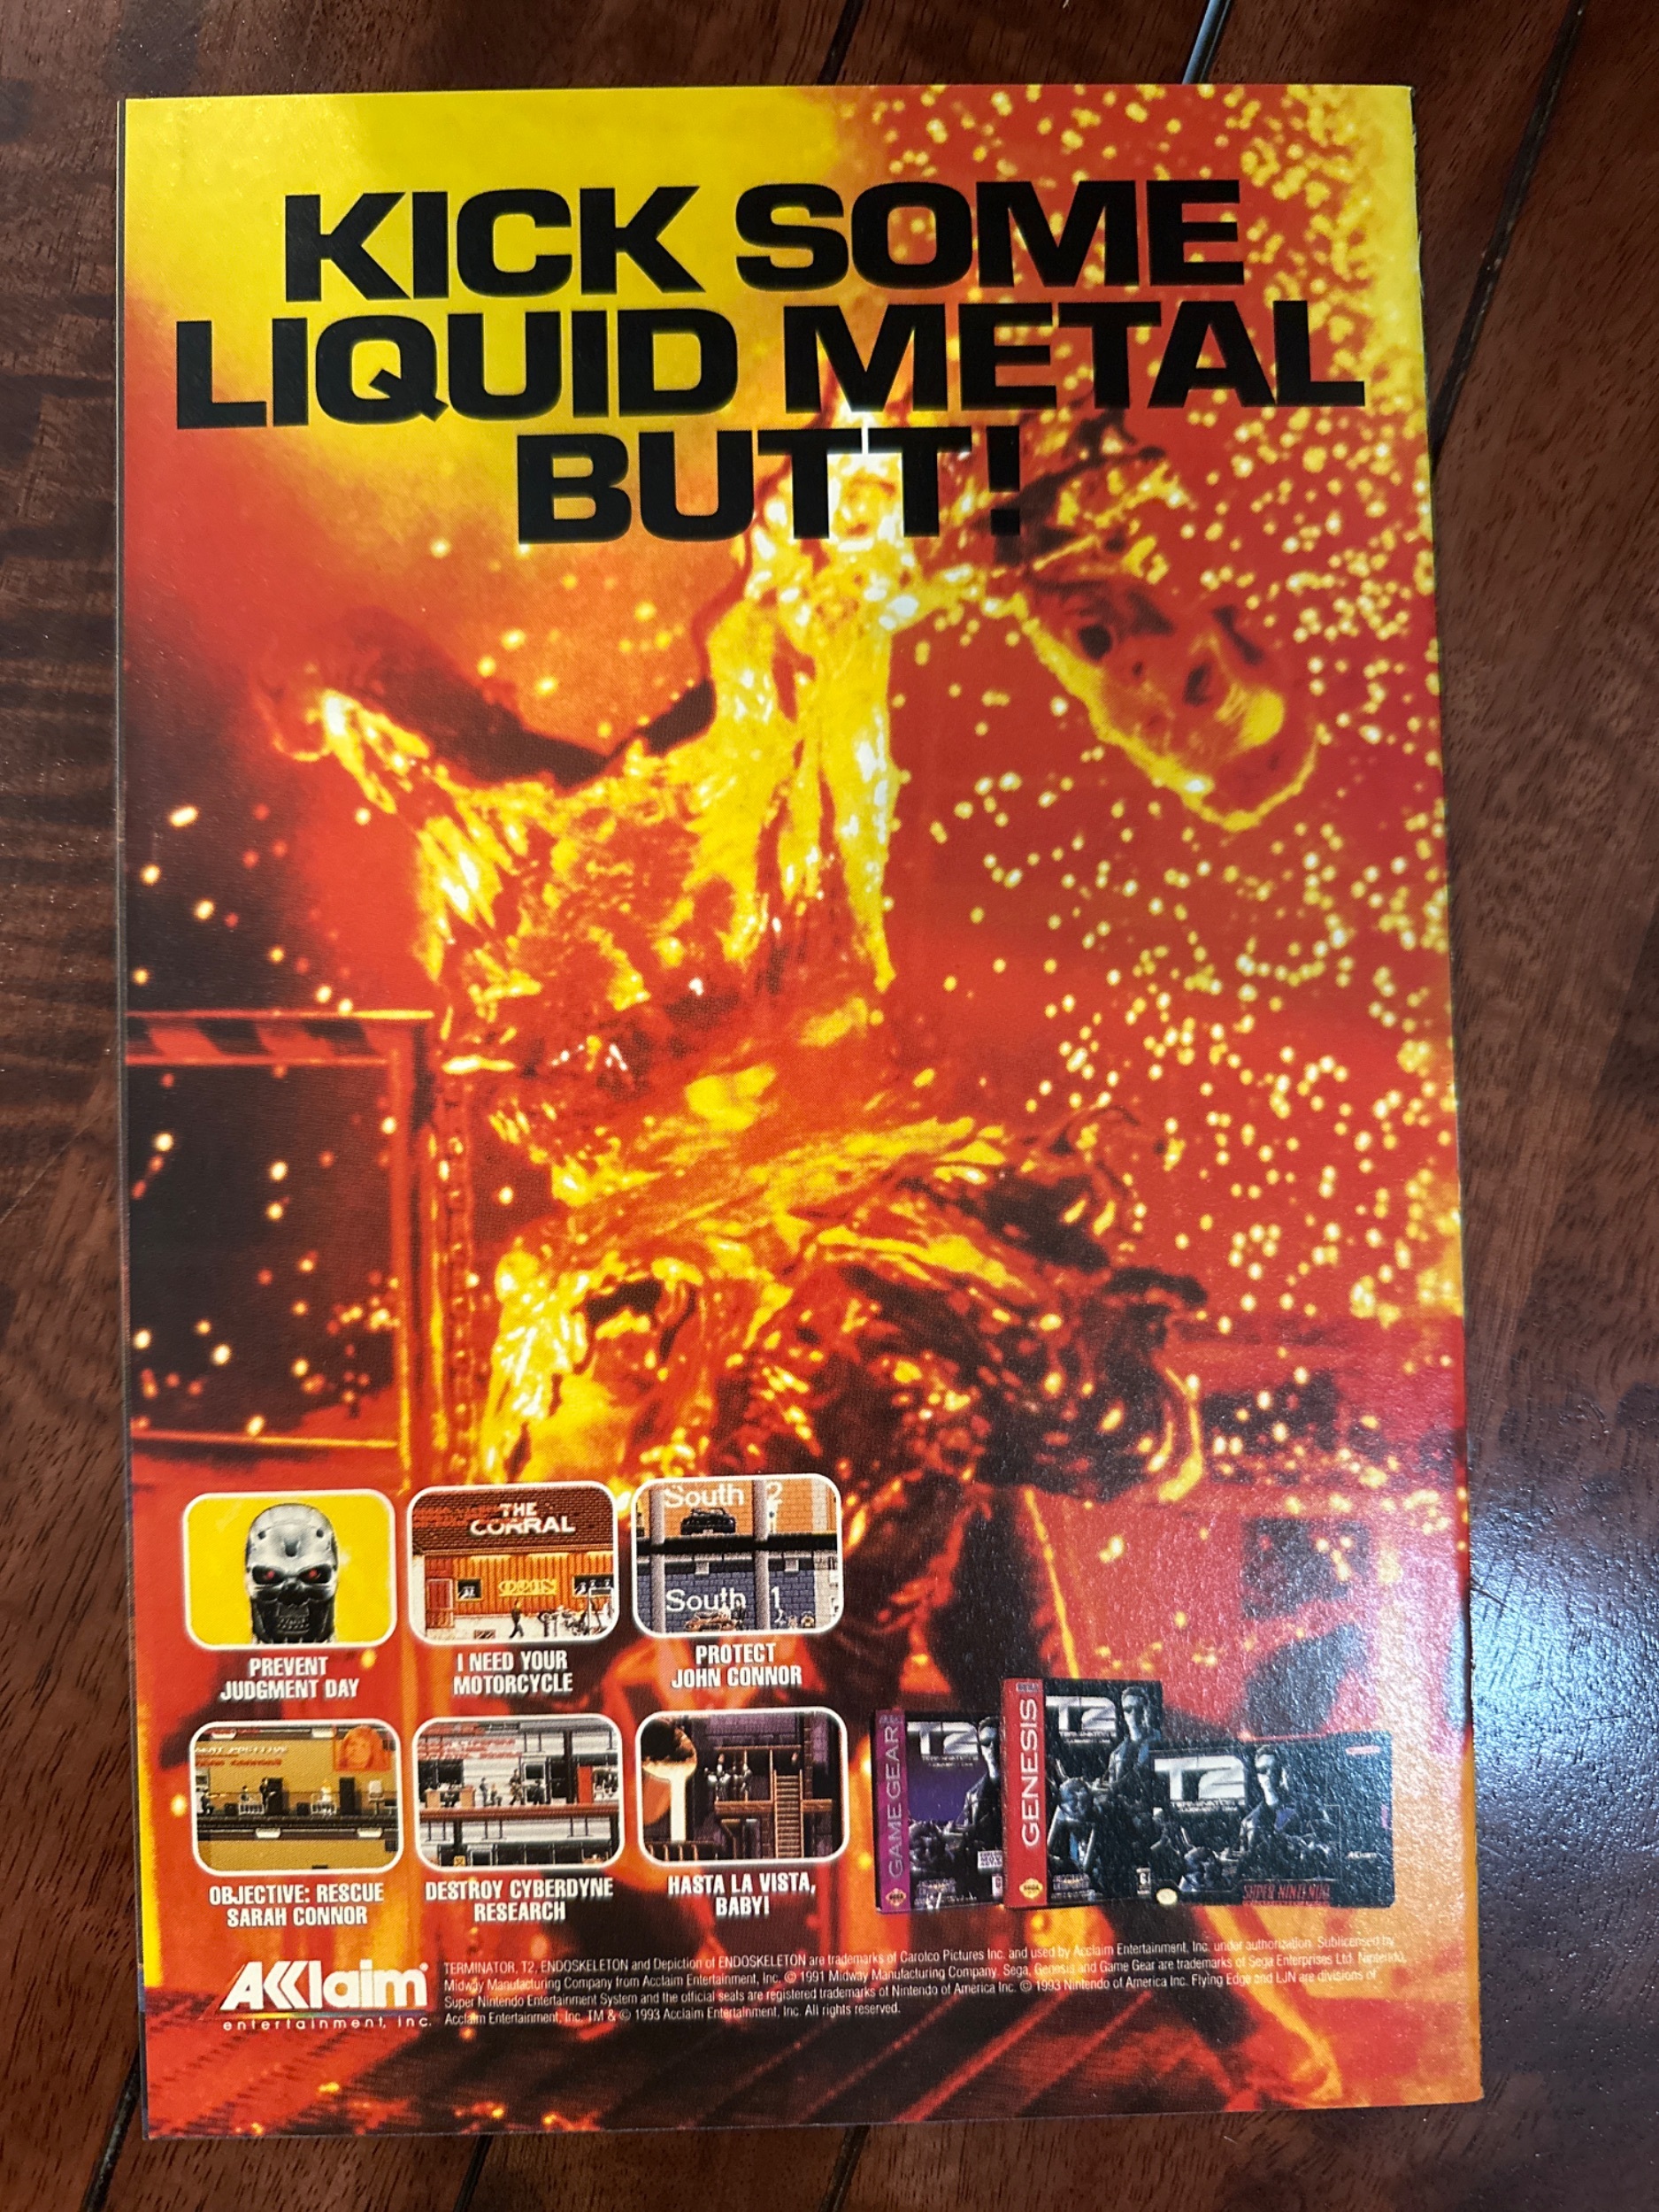 KICK SOME
LIQUID METAL
BUTT!
THE
CORRAL
OPEN
South 2
South 1
PREVENT
JUDGMENT DAY
I NEED YOUR
MOTORCYCLE
PROTECT
JOHN CONNOR
OBJECTIVE: RESCUE
SARAH CONNOR
DESTROY CYBERDYNE
RESEARCH
HASTA LA VISTA,
BABY!
GAME GEAR
T2
GENESIS
T2
T2
SUPER NINTENDO
AKKlaim
entertainment, inc.
TERMINATOR, T2, ENDOSKELETON and Depiction of ENDOSKELETON are trademarks of Carolco Pictures Inc. and used by Acclaim Entertainment, Inc. under authorization. Sublicensed by
Midway Manufacturing Company from Acclaim Entertainment, Inc. © 1991 Midway Manufacturing Company. Sega, Genesis and Game Gear are trademarks of Sega Enterprises Ltd. Nintendo,
Super Nintendo Entertainment System and the official seals are registered trademarks of Nintendo of America Inc. © 1993 Nintendo of America Inc. Flying Edge and LJN are divisions of
Acclaim Entertainment, Inc. TM & © 1993 Acclaim Entertainment, Inc. All rights reserved.